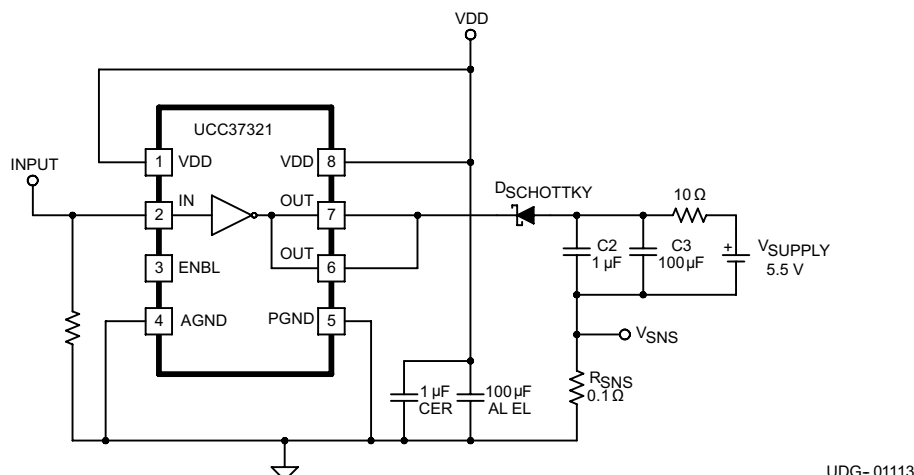 VDD
UCC37321
INPUT
1 VDD
VDD 8
2 IN
OUT 7
DSCHOTTKY
10 Ω
3 ENBL
OUT 6
C2
1 µF
C3
100 µF
+
VSUPPLY
5.5 V
4 AGND
PGND 5
VSNS
1 µF
CER
100 µF
AL EL
RSNS
0.1 Ω
UDG-01113